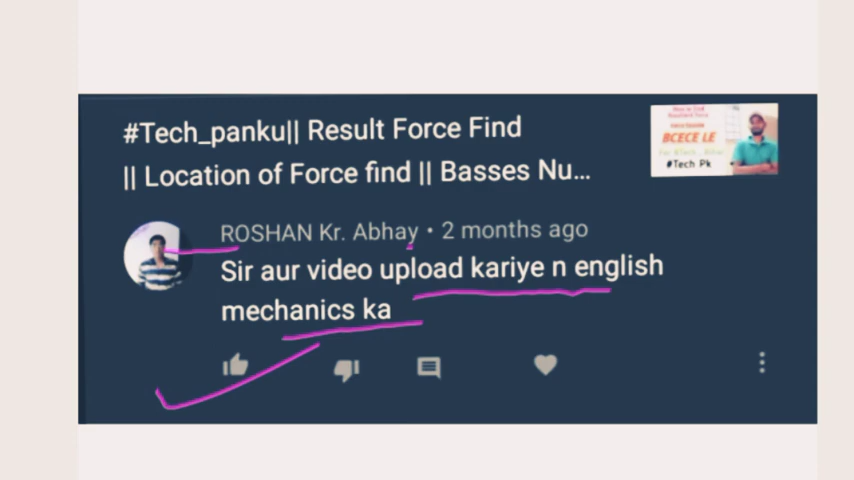 #Tech_panku|| Result Force Find
|| Location of Force find || Basses Nu...
BCECE LE
#Tech Pk
ROSHAN Kr. Abhay • 2 months ago
Sir aur video upload kariye n english
mechanics ka